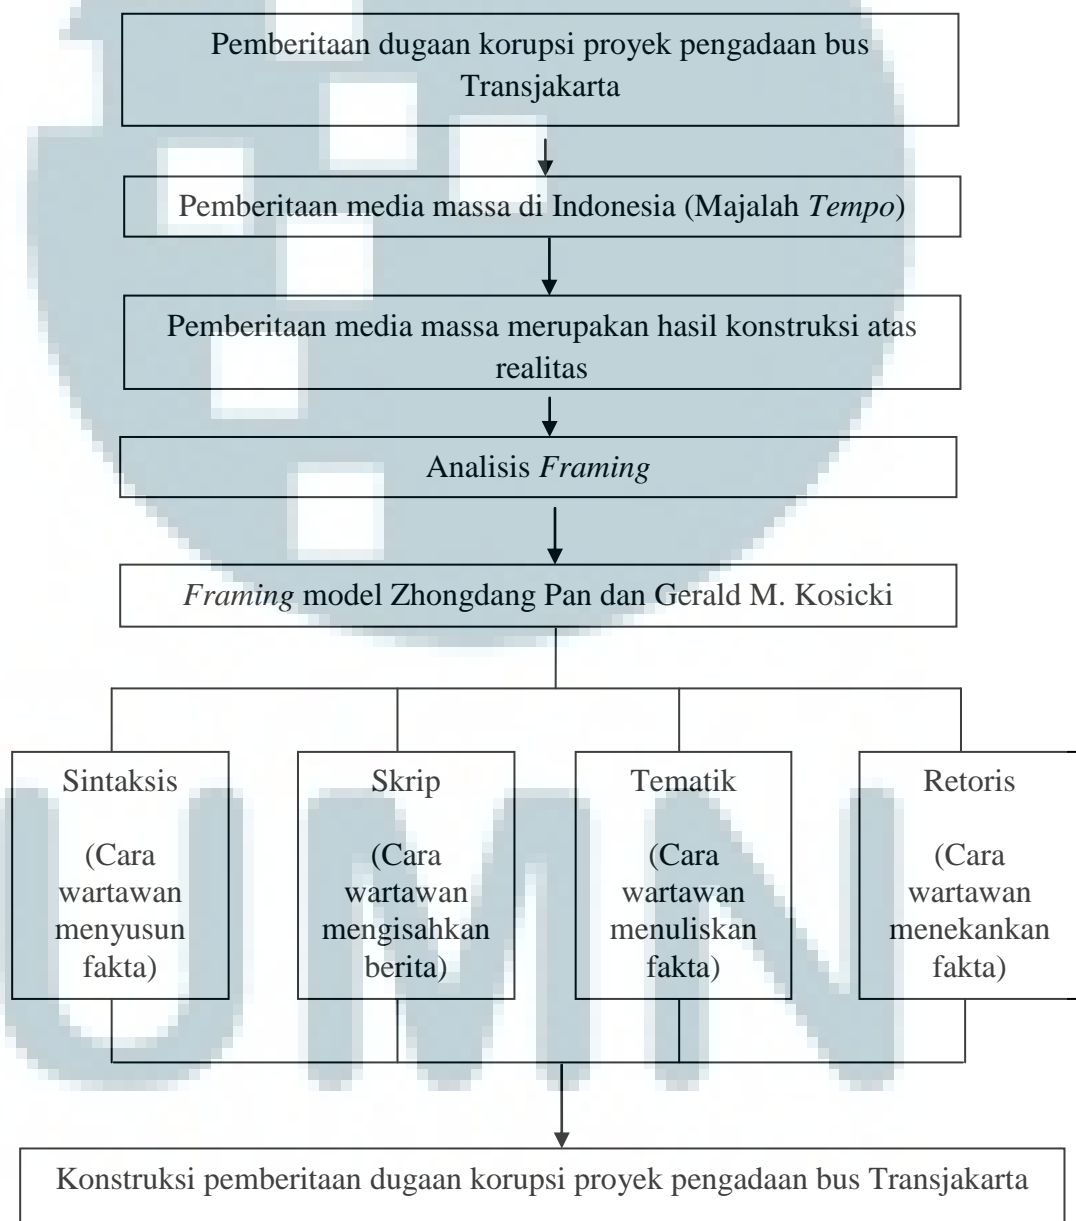 Pemberitaan dugaan korupsi proyek pengadaan bus
Transjakarta
Pemberitaan media massa di Indonesia (Majalah Tempo)
Pemberitaan media massa merupakan hasil konstruksi atas
realitas
Analisis Framing
Framing model Zhongdang Pan dan Gerald M. Kosicki
Sintaksis
(Cara
wartawan
menyusun
fakta)
Skrip
(Cara
wartawan
mengisahkan
berita)
Tematik
(Cara
wartawan
menuliskan
fakta)
Retoris
(Cara
wartawan
menekankan
fakta)
Konstruksi pemberitaan dugaan korupsi proyek pengadaan bus Transjakarta
UMN